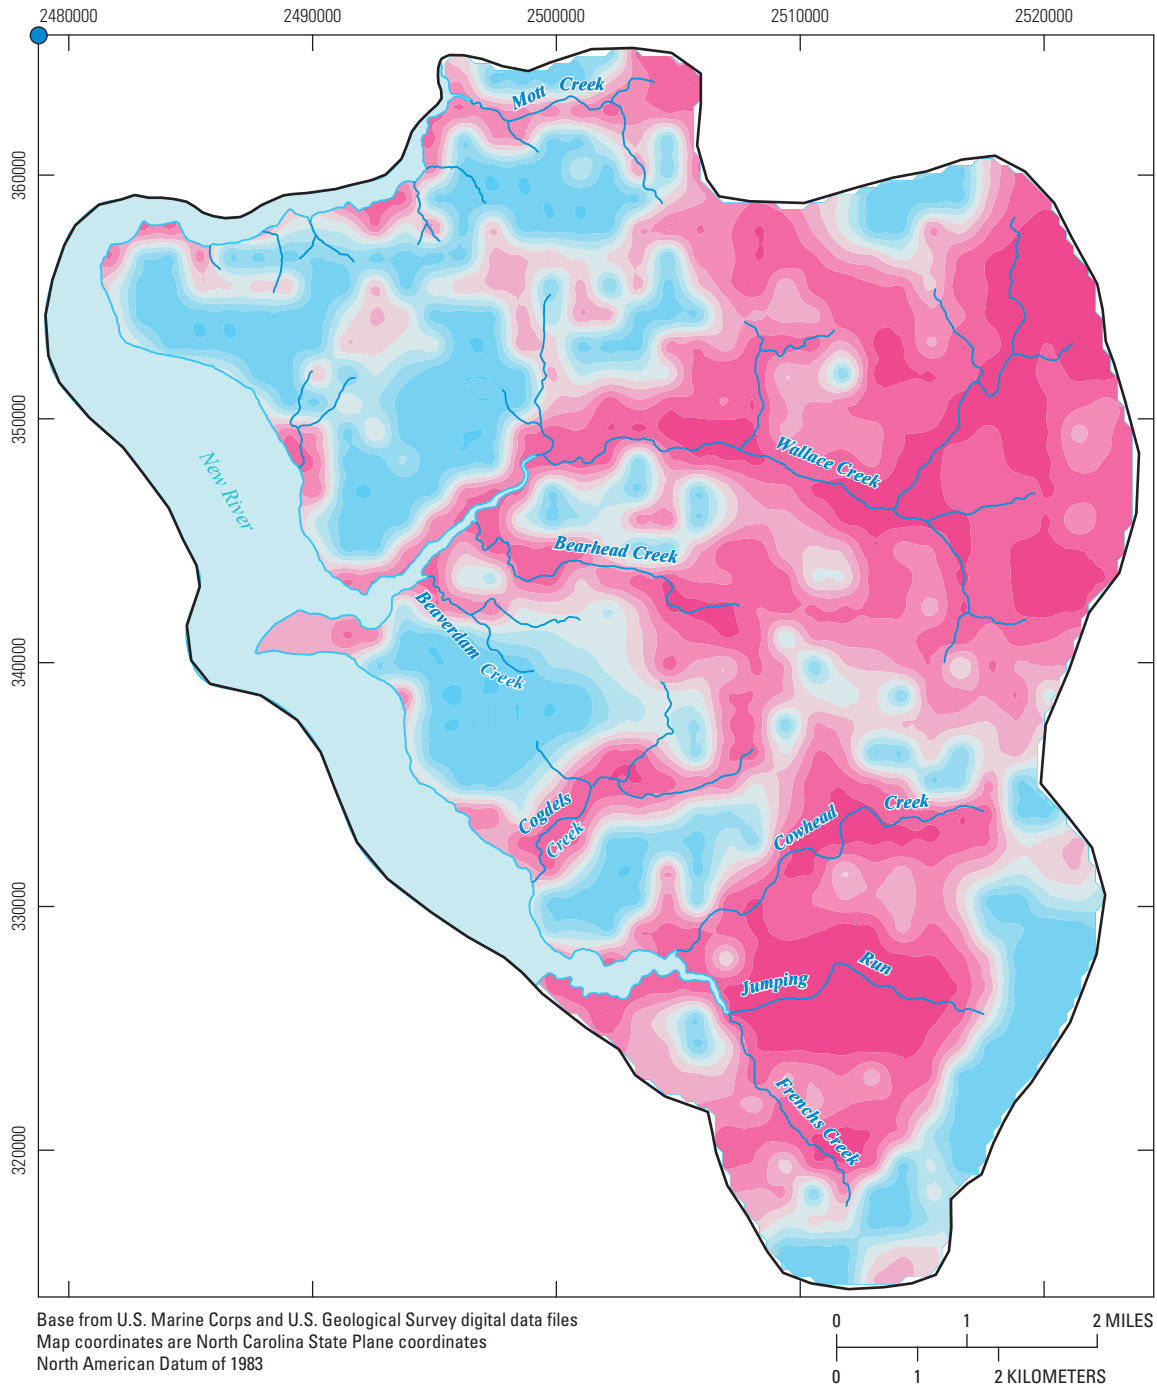 2480000 2490000 2500000 2510000 2520000
Mott Creek
360000
350000
New River
Wallace Creek
Bearhead Creek
Beaverdam Creek
340000
Cogdels
Creek
Cowhead Creek
330000
Jumping Run
Frenchs Creek
320000
Base from U.S. Marine Corps and U.S. Geological Survey digital data files
Map coordinates are North Carolina State Plane coordinates
North American Datum of 1983
0 1 2 MILES
0 1 2 KILOMETERS